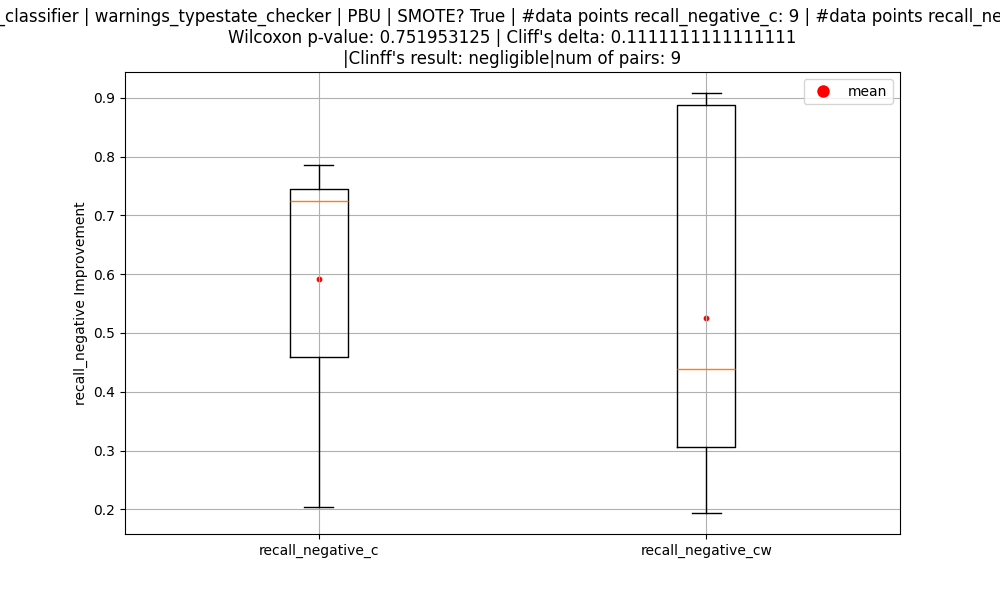 _classifier | warnings_typestate_checker | PBU | SMOTE? True | #data points recall_negative_c: 9 | #data points recall_ne
Wilcoxon p-value: 0.751953125 | Cliff's delta: 0.1111111111111111
|Clinff's result: negligible|num of pairs: 9
mean
0.9
0.8
0.7
0.6
0.5
0.4
0.3
0.2
recall_negative Improvement
recall_negative_c
recall_negative_cw